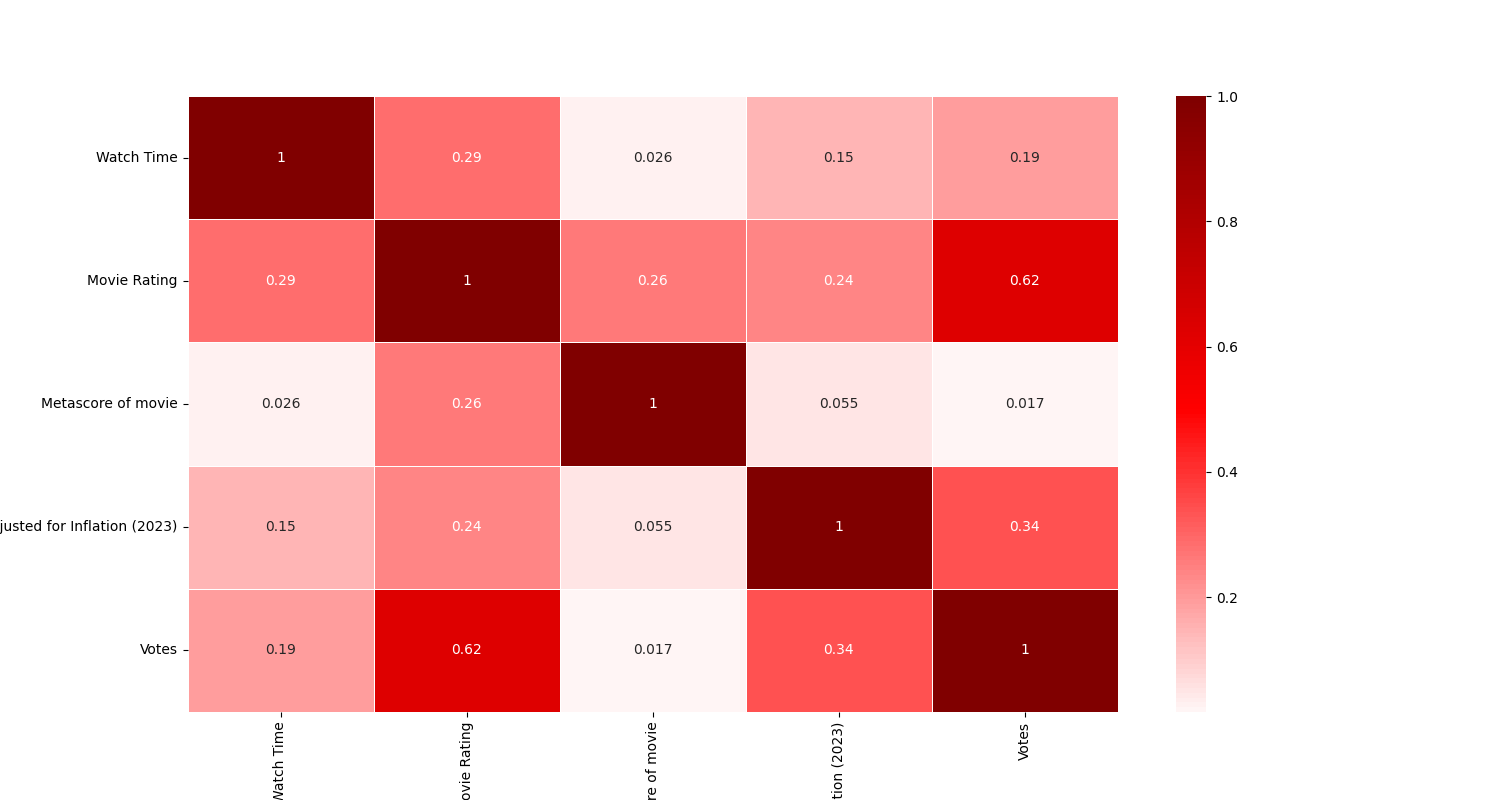 1.0
Watch Time 1 0.29 0.026 0.15 0.19
0.8
Movie Rating 0.29 1 0.26 0.24 0.62
0.6
Metascore of movie 0.026 0.26 1 0.055 0.017
0.4
justed for Inflation (2023) 0.15 0.24 0.055 1 0.34
0.2
Votes 0.19 0.62 0.017 0.34 1
Watch Time
ovie Rating
re of movie
tion (2023)
Votes